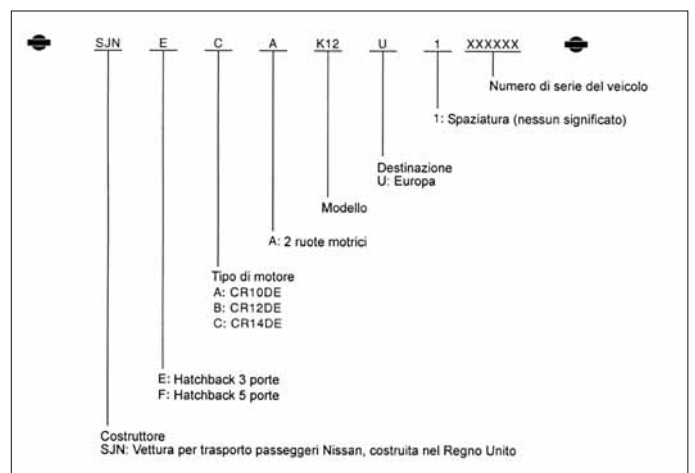 SJN E C A K12 U 1 XXXXXX
Numero di serie del veicolo
1: Spaziatura (nessun significato)
Destinazione
U: Europa
Modello
A: 2 ruote motrici
Tipo di motore
A: CR10DE
B: CR12DE
C: CR14DE
E: Hatchback 3 porte
F: Hatchback 5 porte
Costruttore
SJN: Vettura per trasporto passeggeri Nissan, costruita nel Regno Unito